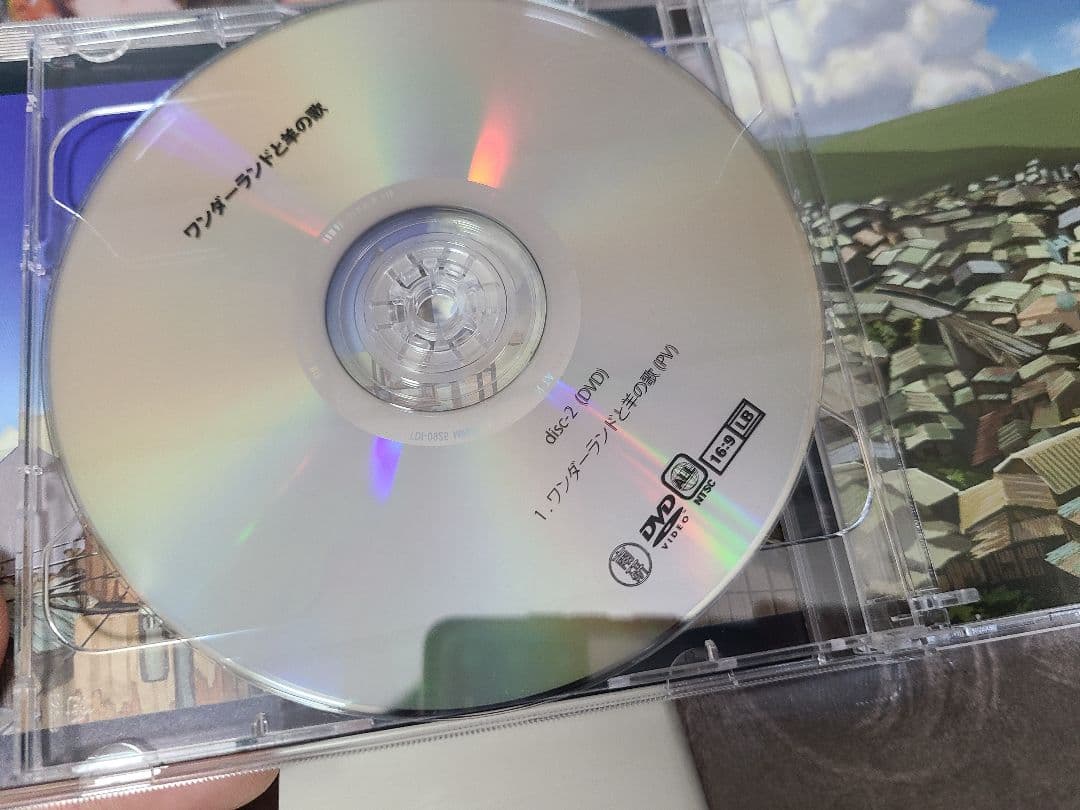 ワンダーランドと羊の歌
disc-2 (DVD)
1. ワンダーランドと羊の歌 (PV)
DVD
VIDEO
ALL
NTSC
16:9 LB